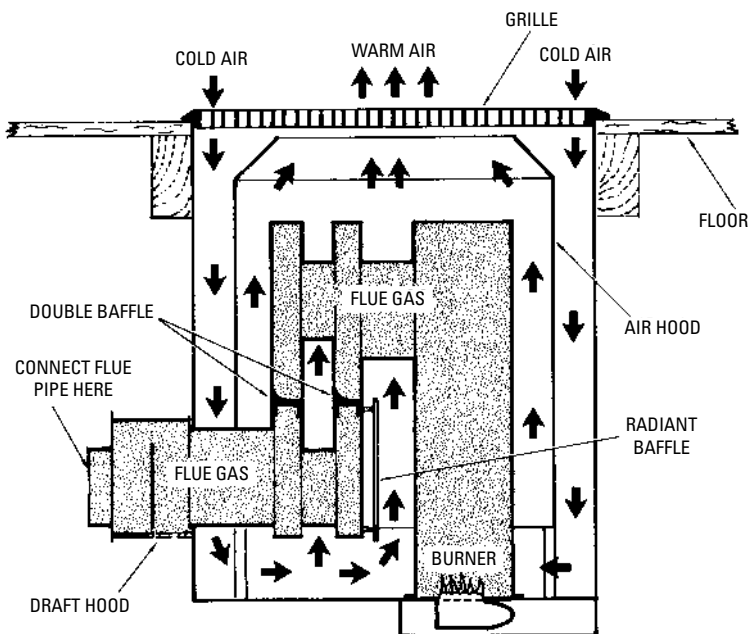 GRILLE
COLD AIR
WARM AIR
COLD AIR
FLOOR
FLUE GAS
DOUBLE BAFFLE
AIR HOOD
CONNECT FLUE
PIPE HERE
RADIANT
BAFFLE
FLUE GAS
BURNER
DRAFT HOOD